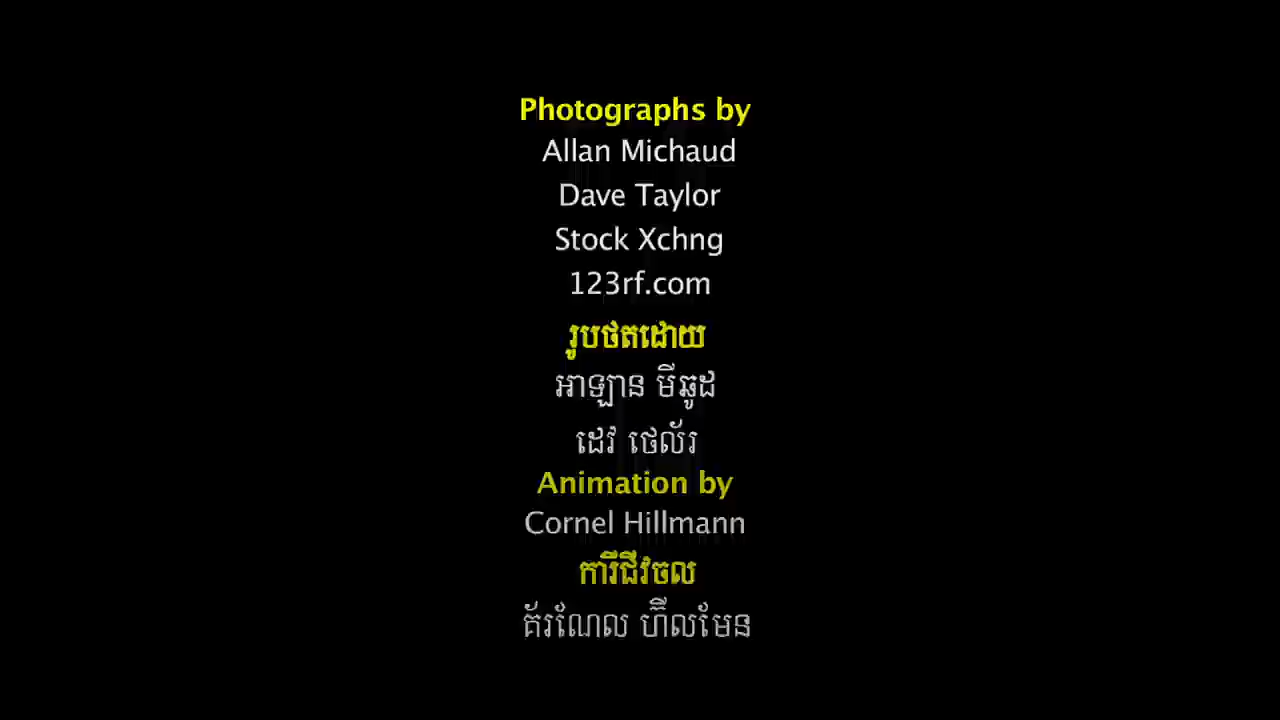 Photographs by
Allan Michaud
Dave Taylor
Stock Xchng
123rf.com
រូបថតដោយ
អាឡាន មីឆូដ
ដេវ ថេល័រ
Animation by
Cornel Hillmann
ការីជីវចល
គ័រណែល ហ៊ីលមែន